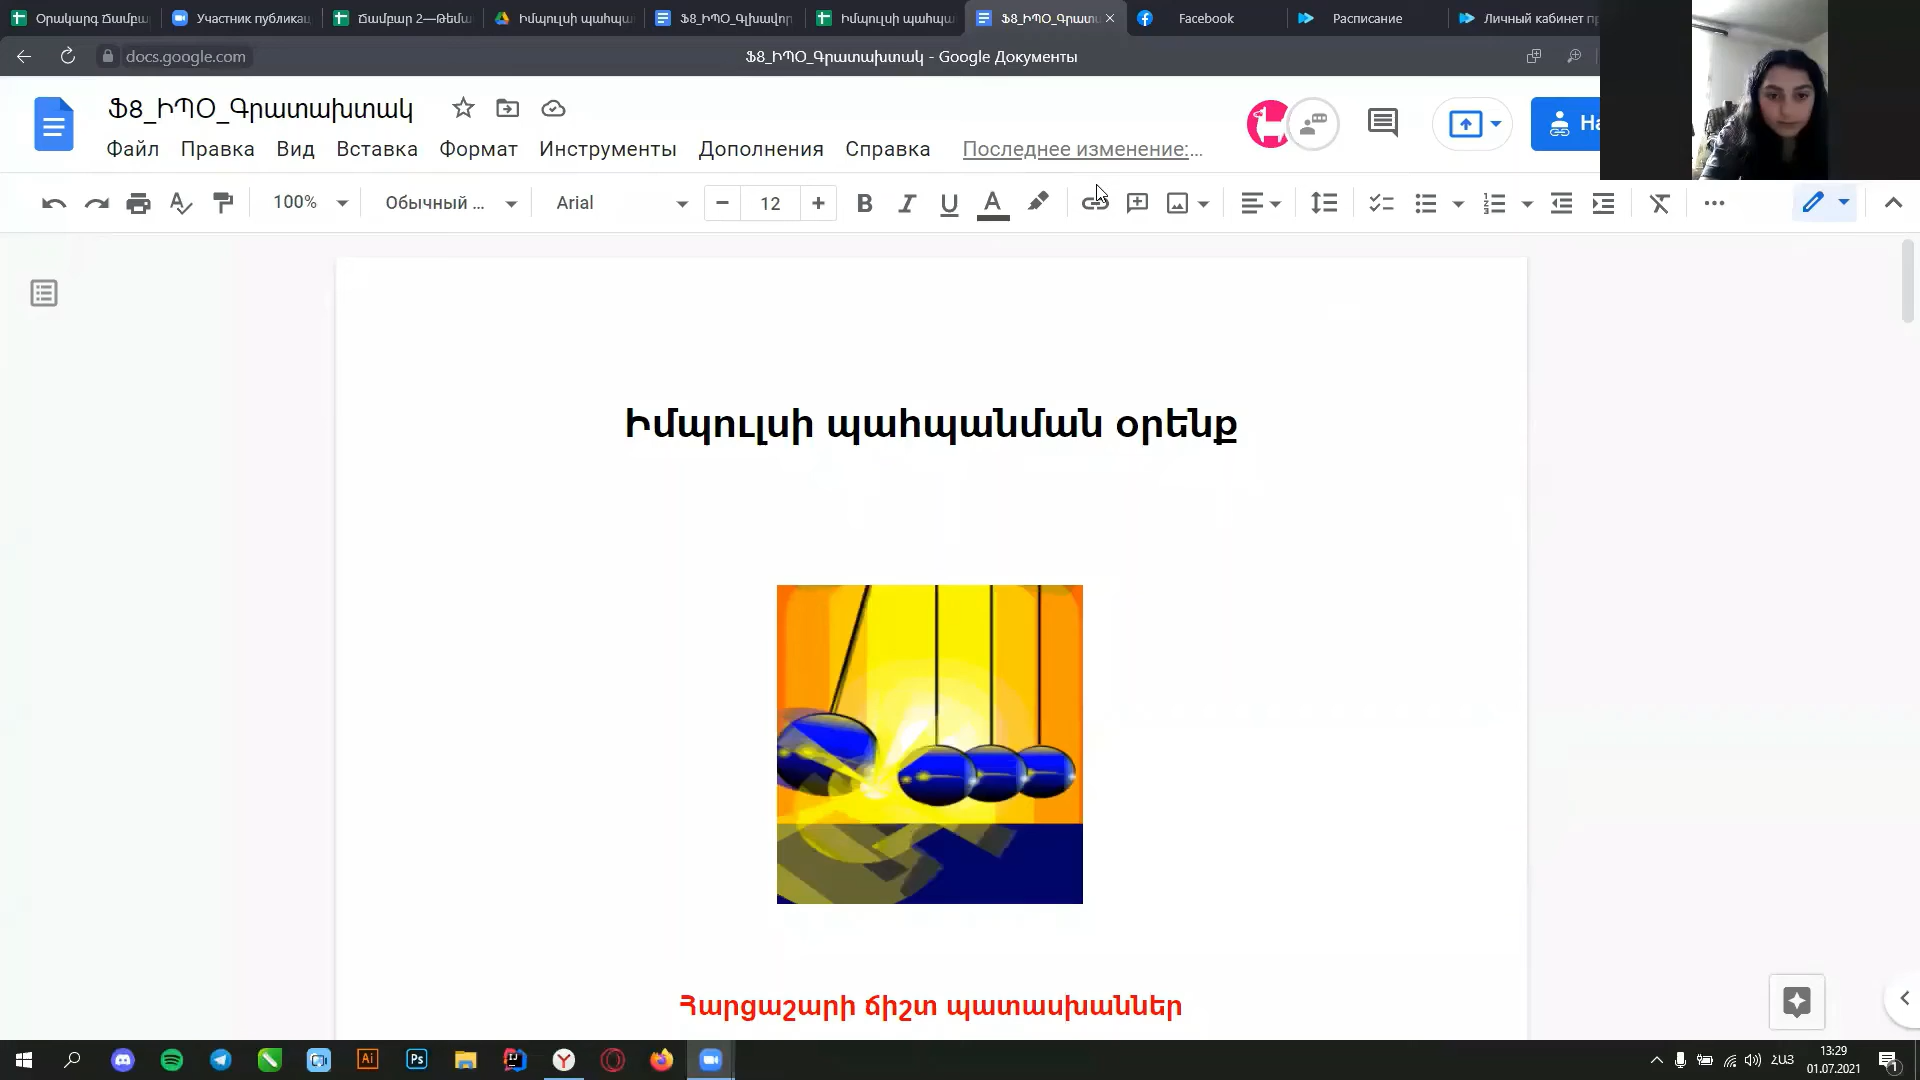 Օրակարգ Ճամբա
Участник публикац
Ճամբար 2—Թեմա
Իմպուլսի պահպա
Ֆ8_ԻՊՕ_Գլխավոր
Իմպուլսի պահպա
Ֆ8_ԻՊՕ_Գրատ
Facebook
Расписание
Личный кабинет п
docs.google.com
Ֆ8_ԻՊՕ_Գրատախտակ - Google Документы
Ֆ8_ԻՊՕ_Գրատախտակ
Файл Правка Вид Вставка Формат Инструменты Дополнения Справка Последнее изменение:...
100% Обычный ... Arial 12
Իմպուլսի պահպանման օրենք
Հարցաշարի ճիշտ պատասխաններ
ՀԱՅ
13:29
01.07.2021